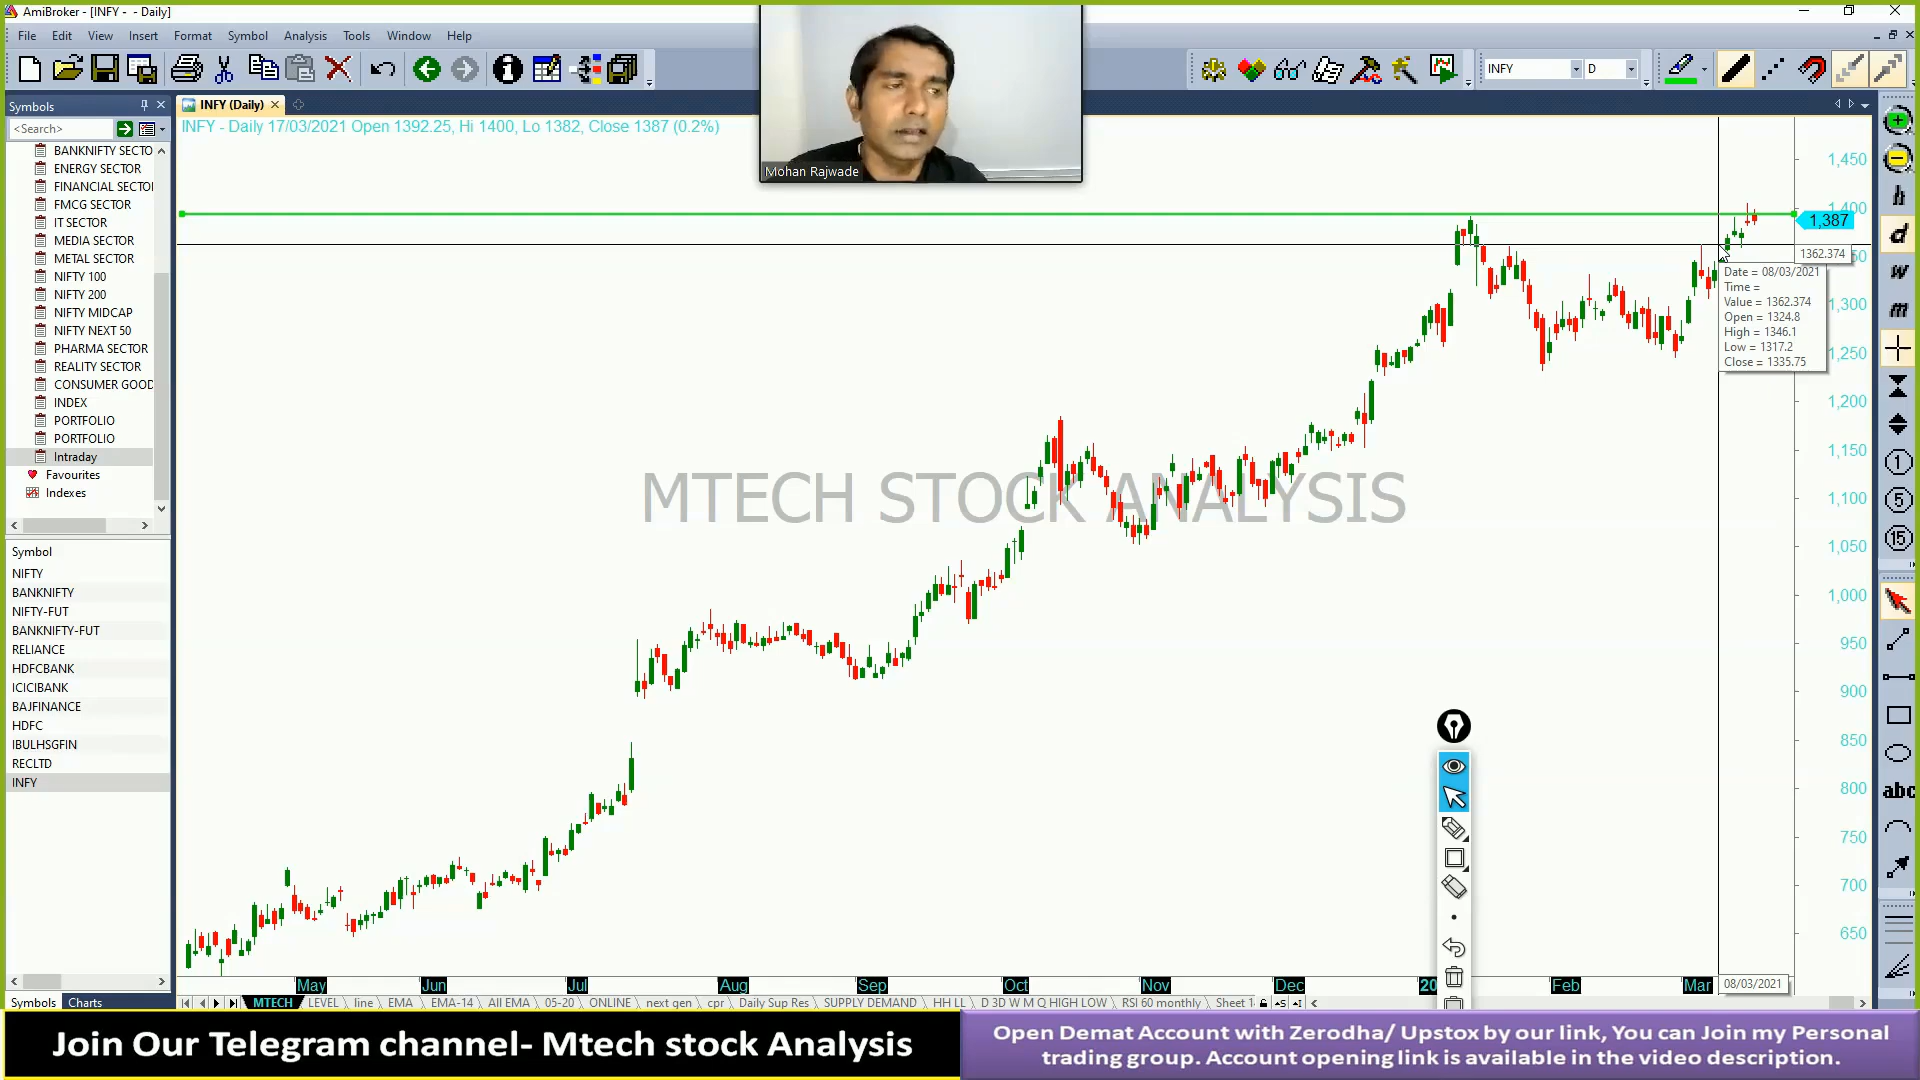 AmiBroker - [INFY - - Daily]
File Edit View Insert Format Symbol Analysis Tools Window Help
INFY D
Symbols
INFY (Daily)
<Search>
INFY - Daily 17/03/2021 Open 1392.25, Hi 1400, Lo 1382, Close 1387 (0.2%)
Mohan Rajwade
BANKNIFTY SECTO
ENERGY SECTOR
FINANCIAL SECTO
FMCG SECTOR
IT SECTOR
MEDIA SECTOR
METAL SECTOR
NIFTY 100
NIFTY 200
NIFTY MIDCAP
NIFTY NEXT 50
PHARMA SECTOR
REALITY SECTOR
CONSUMER GOOD
INDEX
PORTFOLIO
PORTFOLIO
Intraday
Favourites
Indexes
Symbol
NIFTY
BANKNIFTY
NIFTY-FUT
BANKNIFTY-FUT
RELIANCE
HDFCBANK
ICICIBANK
BAJFINANCE
HDFC
IBULHSGFIN
RECLTD
INFY
Symbols Charts
MTECH STOCK ANALYSIS
1,450
1,400
1,387
1362.374
Date = 08/03/2021
Time =
Value = 1362.374
Open = 1324.8
High = 1346.1
Low = 1317.2
Close = 1335.75
1,300
1,250
1,200
1,150
1,100
1,050
1,000
950
900
850
800
750
700
650
h
d
w
m
1
5
15
abc
May Jun Jul Aug Sep Oct Nov Dec 20 Feb Mar 08/03/2021
MTECH LEVEL line EMA EMA-14 All EMA 05-20 ONLINE next gen cpr Daily Sup Res SUPPLY DEMAND HH LL D 3D W M Q HIGH LOW RSI 60 monthly Sheet 1
Join Our Telegram channel- Mtech stock Analysis
Open Demat Account with Zerodha/ Upstox by our link, You can Join my Personal
trading group. Account opening link is available in the video description.